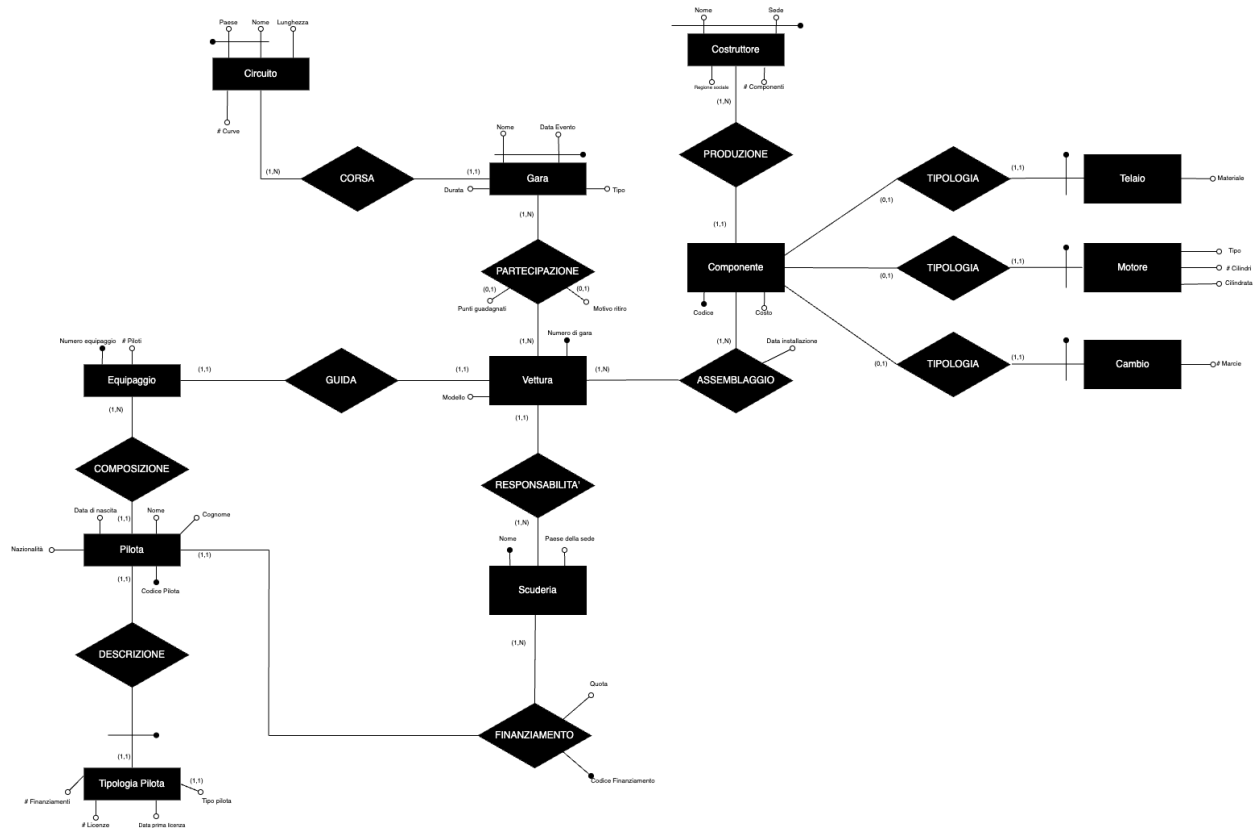 Nome
Sede
Costruttore
Ragione sociale
# Componenti
(1,N)
PRODUZIONE
(1,1)
Paese
Nome
Lunghezza
Circuito
# Curve
(1,N)
CORSA
(1,1)
Nome
Data Evento
Gara
Durata
Tipo
(1,N)
PARTECIPAZIONE
(0,1)
(0,1)
Punti guadagnati
Motivo ritiro
(1,N)
Numero di gara
Componente
Codice
Costo
(0,1)
TIPOLOGIA
(1,1)
Telaio
Materiale
(0,1)
TIPOLOGIA
(1,1)
Motore
Tipo
# Cilindri
Cilindrata
(0,1)
TIPOLOGIA
(1,1)
Cambio
# Marcie
(1,N)
Data installazione
ASSEMBLAGGIO
(1,N)
Vettura
Modello
(1,1)
GUIDA
(1,1)
Numero equipaggio
# Piloti
Equipaggio
(1,N)
COMPOSIZIONE
(1,1)
Data di nascita
Nome
Cognome
Nazionalità
Pilota
(1,1)
Codice Pilota
(1,1)
DESCRIZIONE
(1,1)
Tipologia Pilota
(1,1)
# Finanziamenti
Tipo pilota
# Licenze
Data prima licenza
(1,1)
RESPONSABILITA'
(1,N)
Nome
Paese della sede
Scuderia
(1,N)
Quota
FINANZIAMENTO
Codice Finanziamento